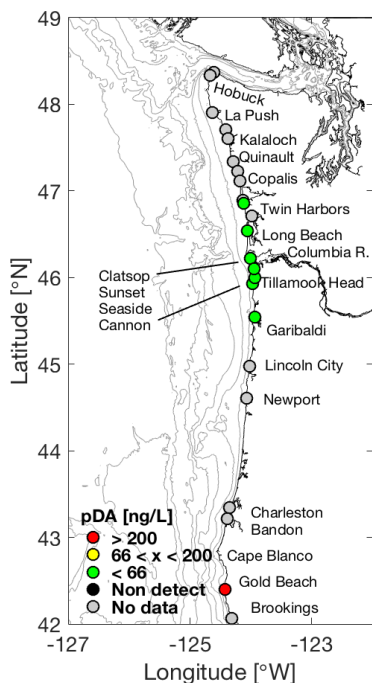 49
48
47
46
45
44
43
42
Latitude [°N]
Hobuck
La Push
Kalaloch
Quinault
Copalis
Twin Harbors
Long Beach
Columbia R.
Clatsop
Sunset
Seaside
Cannon
Tillamook Head
Garibaldi
Lincoln City
Newport
Charleston
Bandon
Cape Blanco
Gold Beach
Brookings
pDA [ng/L]
> 200
66 < x < 200
< 66
Non detect
No data
-127
-125
-123
Longitude [°W]